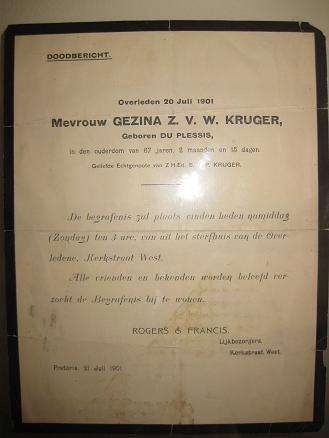 DOODBERICHT.
Overleden 20 Juli 1901
Mevrouw GEZINA Z. V. W. KRUGER,
Geboren DU PLESSIS,
in den ouderdom van 67 jaren, 2 maanden en 15 dagen.
Geliefde Echtgenoote van Z.H.Ed. S. J. P. KRUGER.
De begrafenis zal plaats vinden heden namiddag
(Zondag) ten 3 ure, van uit het sterfhuis van de Over-
ledene, Kerkstraat West.
Alle vrienden en bekenden worden beleefd ver-
zocht de Begrafenis bij te wonen.
ROGERS & FRANCIS.
Lijkbezorgers.
Kerkstraat West.
Pretoria, 21 Juli 1901